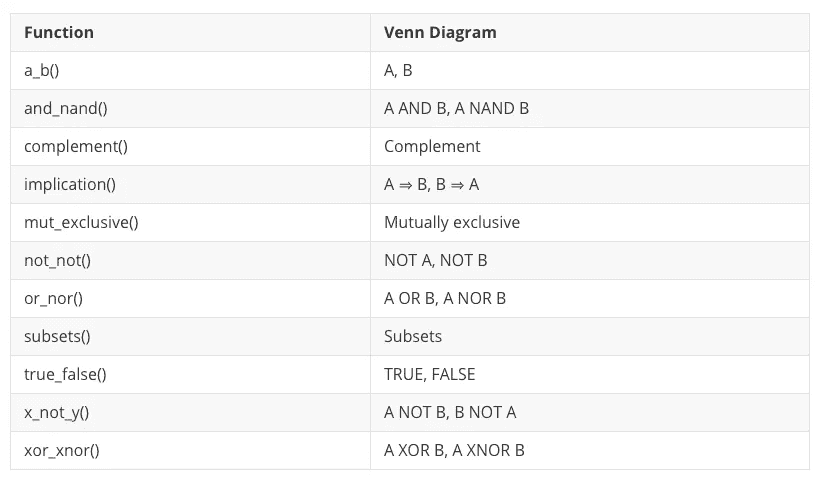 Function Venn Diagram
a_b() A, B
and_nand() A AND B, A NAND B
complement() Complement
implication() A ⇒ B, B ⇒ A
mut_exclusive() Mutually exclusive
not_not() NOT A, NOT B
or_nor() A OR B, A NOR B
subsets() Subsets
true_false() TRUE, FALSE
x_not_y() A NOT B, B NOT A
xor_xnor() A XOR B, A XNOR B